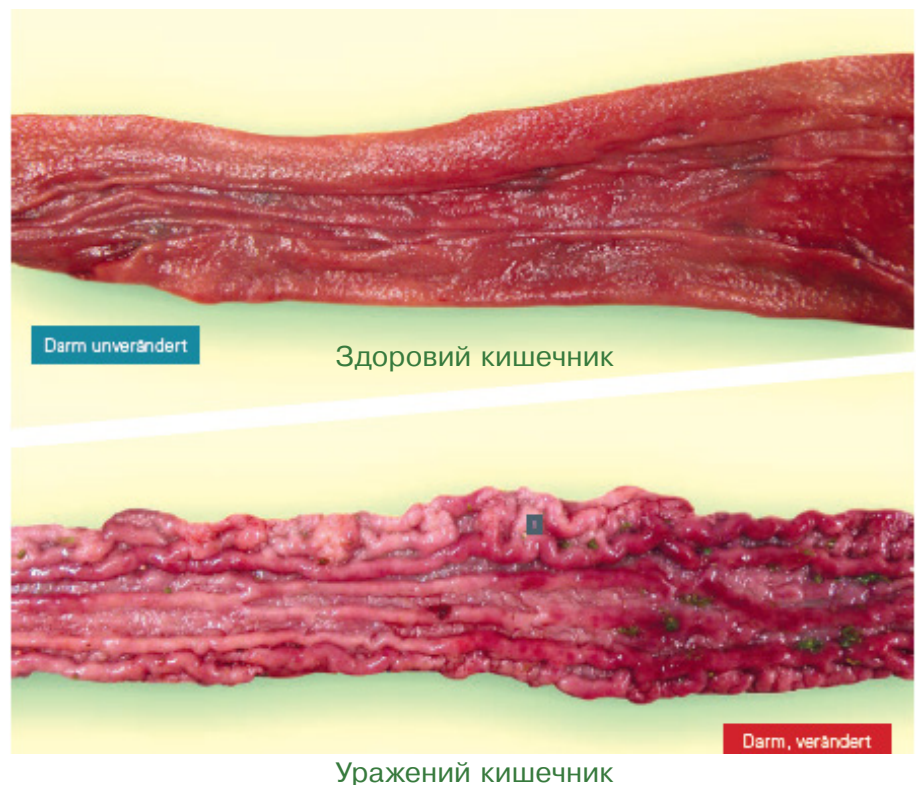 Darm unverändert
Здоровий кишечник
Darm, verändert
Уражений кишечник